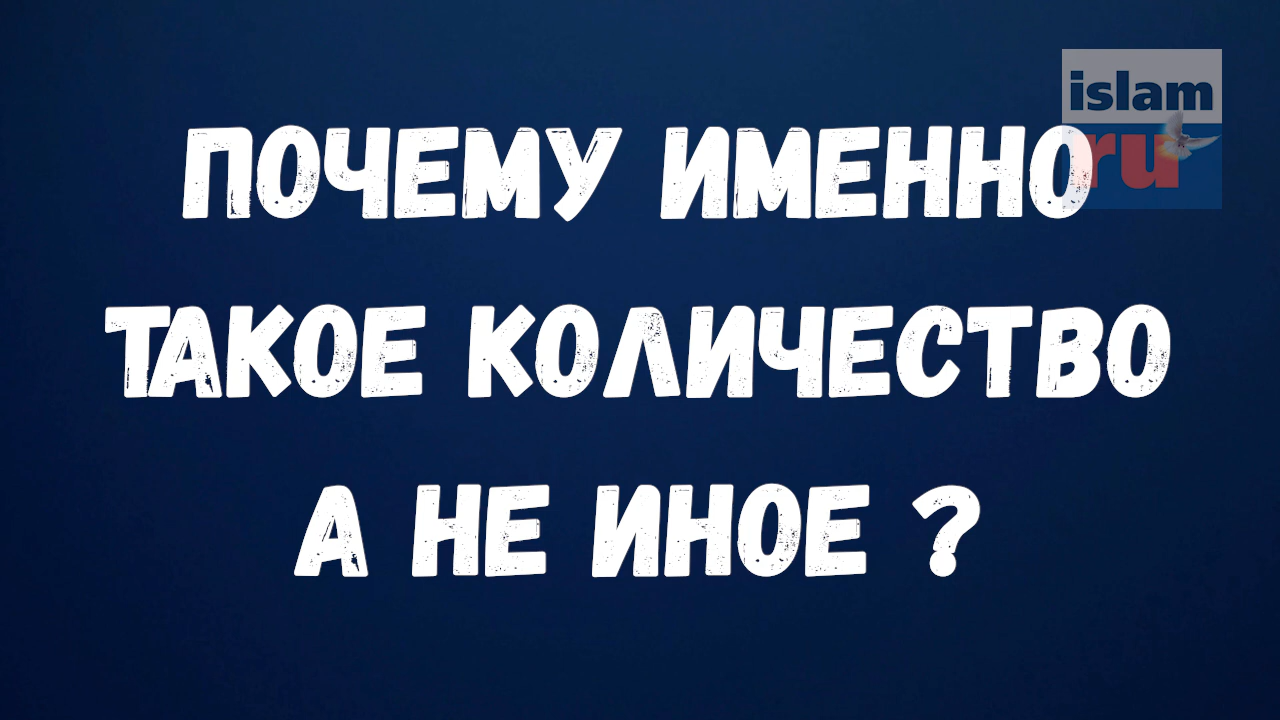 islam
ru
ПОЧЕМУ ИМЕННО
ТАКОЕ КОЛИЧЕСТВО
А НЕ ИНОЕ ?